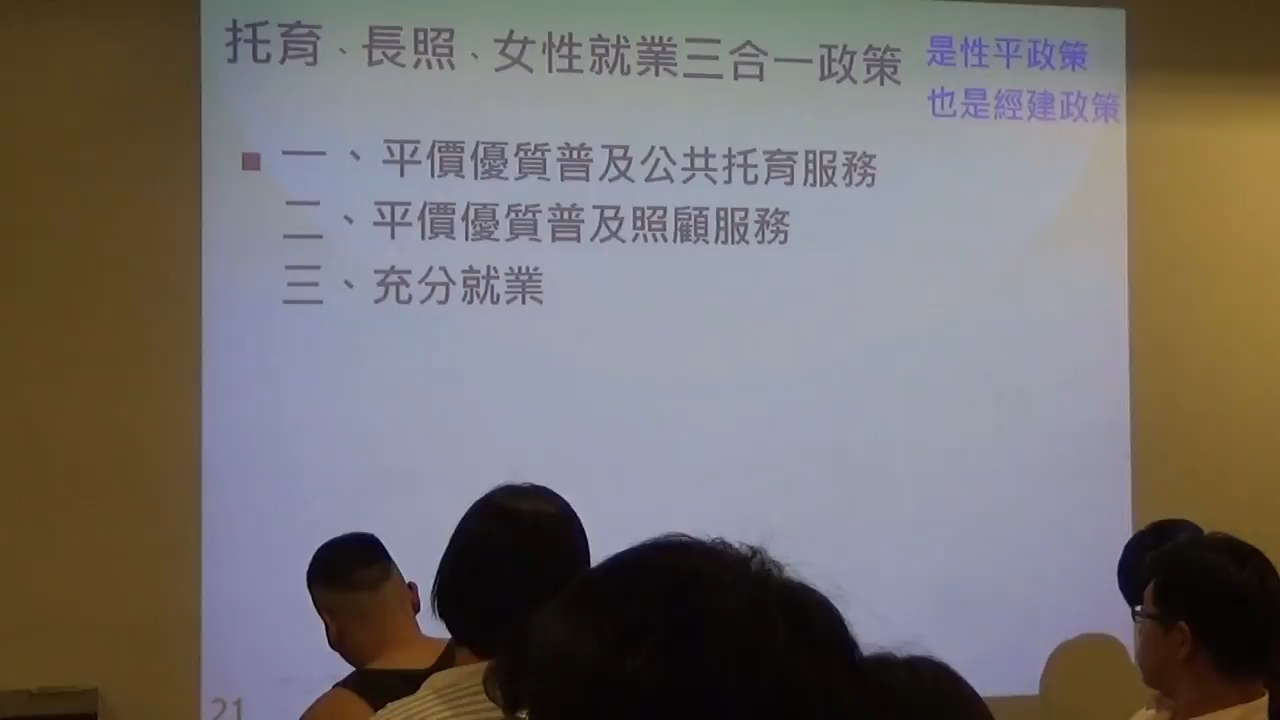 托育、長照、女性就業三合一政策
是性平政策
也是經建政策
一、平價優質普及公共托育服務
二、平價優質普及照顧服務
三、充分就業
21